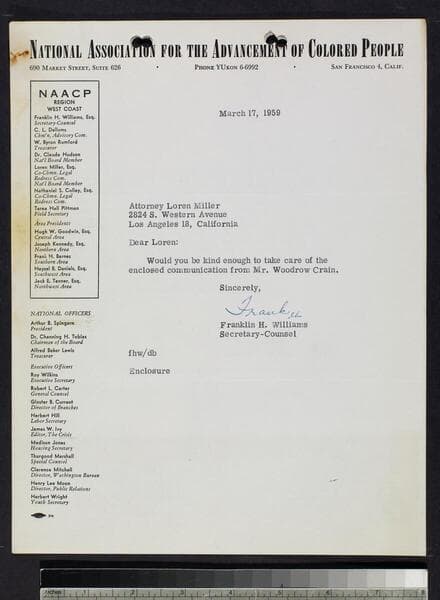 NATIONAL ASSOCIATION FOR THE ADVANCEMENT OF COLORED PEOPLE
690 MARKET STREET, SUITE 626 • PHONE YUKON 6-6992 • SAN FRANCISCO 4, CALIF.
NAACP
REGION
WEST COAST
Franklin H. Williams, Esq.
Secretary-Counsel
C. L. Dellums
Chm'n, Advisory Com.
W. Byron Rumford
Treasurer
Dr. Claude Hudson
Nat'l Board Member
Loren Miller, Esq.
Co-Chmn. Legal
Redress Com.
Nat'l Board Member
Nathaniel S. Colley, Esq.
Co-Chmn. Legal
Redress Com.
Tarea Hall Pittman
Field Secretary
Area Presidents
Hugh W. Goodwin, Esq.
Central Area
Joseph Kennedy, Esq.
Northern Area
Frank H. Barnes
Southern Area
Hayzel B. Daniels, Esq.
Southwest Area
Jack E. Tanner, Esq.
Northwest Area
NATIONAL OFFICERS
Arthur B. Spingarn
President
Dr. Channing H. Tobias
Chairman of the Board
Alfred Baker Lewis
Treasurer
Executive Officers
Roy Wilkins
Executive Secretary
Robert L. Carter
General Counsel
Gloster B. Current
Director of Branches
Herbert Hill
Labor Secretary
James W. Ivy
Editor, The Crisis
Madison Jones
Housing Secretary
Thurgood Marshall
Special Counsel
Clarence Mitchell
Director, Washington Bureau
Henry Lee Moon
Director, Public Relations
Herbert Wright
Youth Secretary
March 17, 1959
Attorney Loren Miller
2824 S. Western Avenue
Los Angeles 18, California
Dear Loren:
Would you be kind enough to take care of the
enclosed communication from Mr. Woodrow Crain.
Sincerely,
Frank
Franklin H. Williams
Secretary-Counsel
fhw/db
Enclosure
inches 1 2 3 4 5 6 7 8